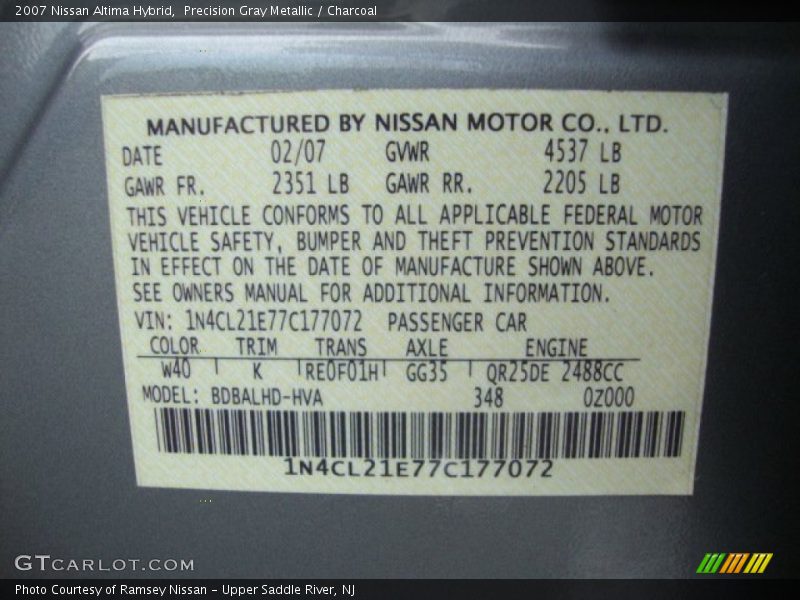 2007 Nissan Altima Hybrid,  Precision Gray Metallic / Charcoal
MANUFACTURED BY NISSAN MOTOR CO., LTD.
DATE 02/07 GVWR 4537 LB
GAWR FR. 2351 LB GAWR RR. 2205 LB
THIS VEHICLE CONFORMS TO ALL APPLICABLE FEDERAL MOTOR
VEHICLE SAFETY, BUMPER AND THEFT PREVENTION STANDARDS
IN EFFECT ON THE DATE OF MANUFACTURE SHOWN ABOVE.
SEE OWNERS MANUAL FOR ADDITIONAL INFORMATION.
VIN: 1N4CL21E77C177072 PASSENGER CAR
COLOR TRIM TRANS AXLE ENGINE
W40 K RE0F01H GG35 QR25DE 2488CC
MODEL: BDBALHD-HVA 348 0Z000
1N4CL21E77C177072
GTCARLOT.COM
Photo Courtesy of Ramsey Nissan - Upper Saddle River, NJ